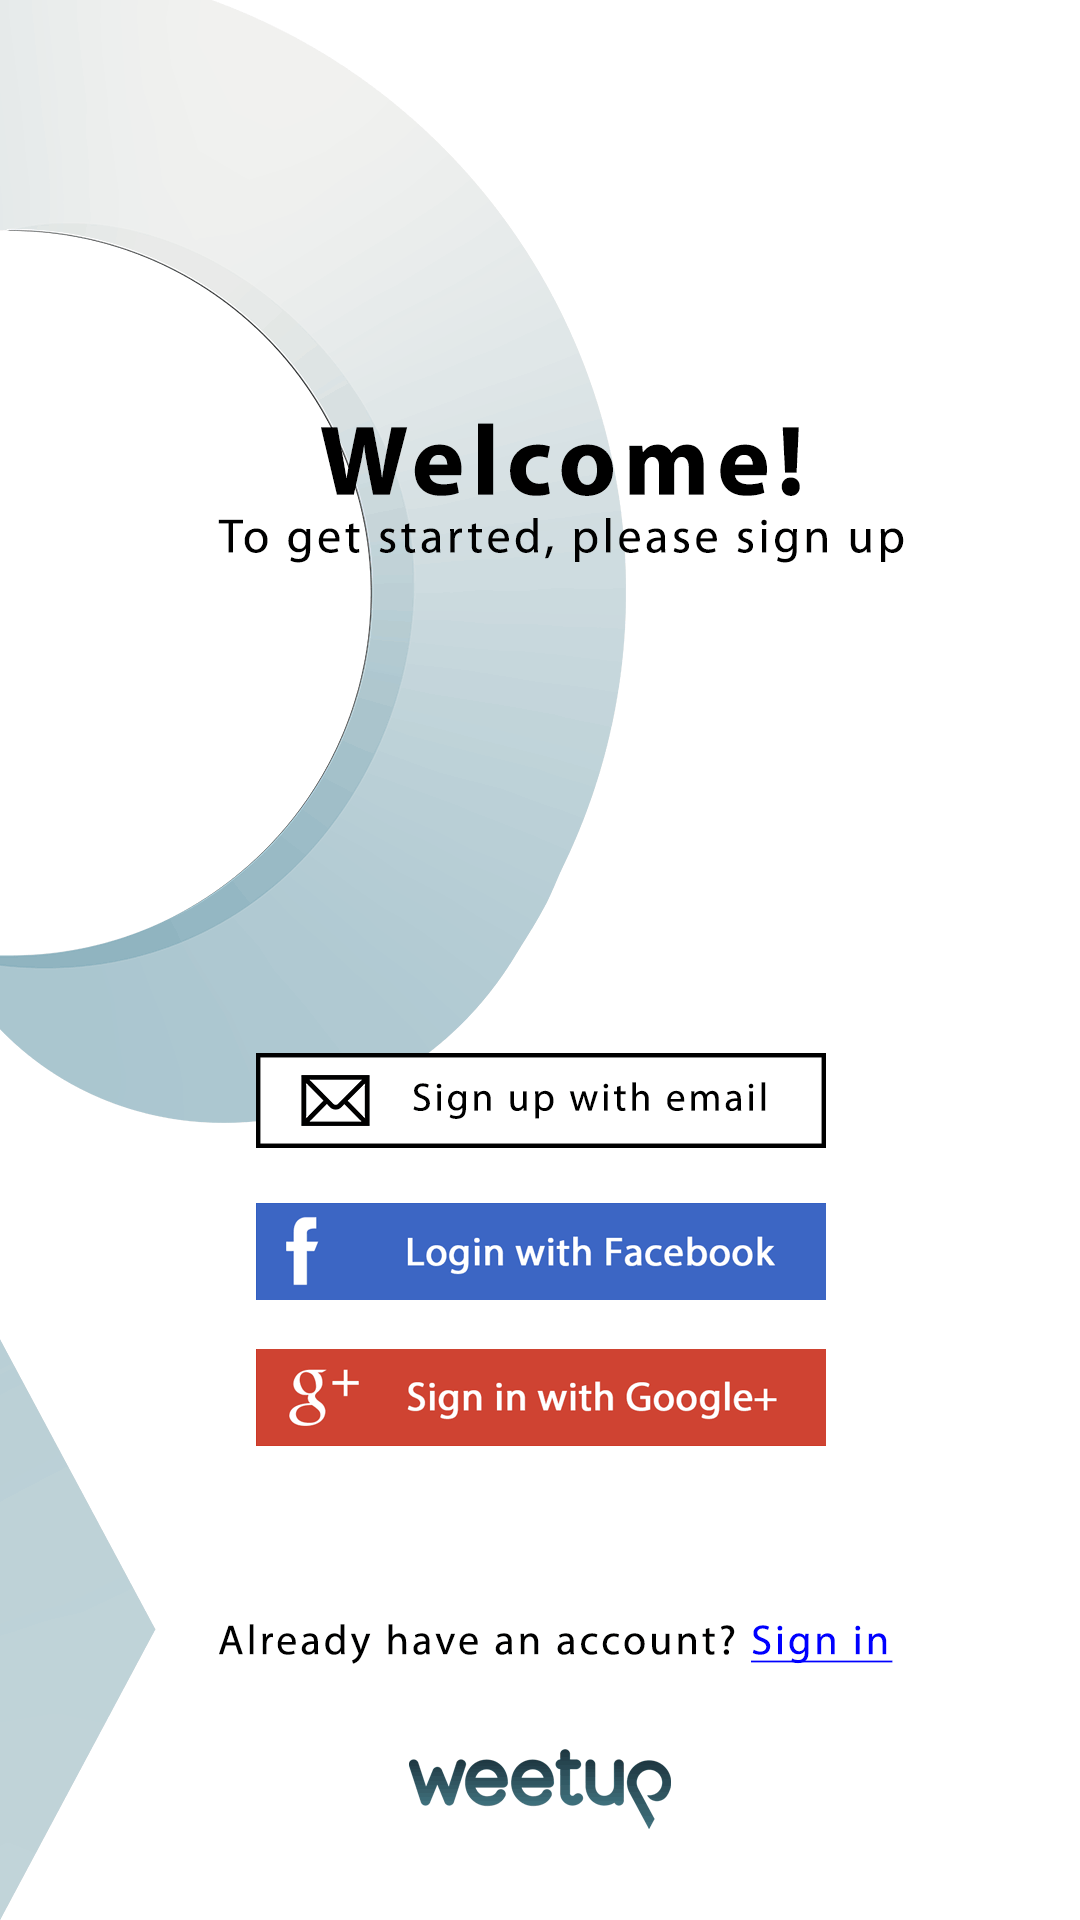 Welcome!
To get started, please sign up
Sign up with email
f Login with Facebook
g+ Sign in with Google+
Already have an account? Sign in
weetup